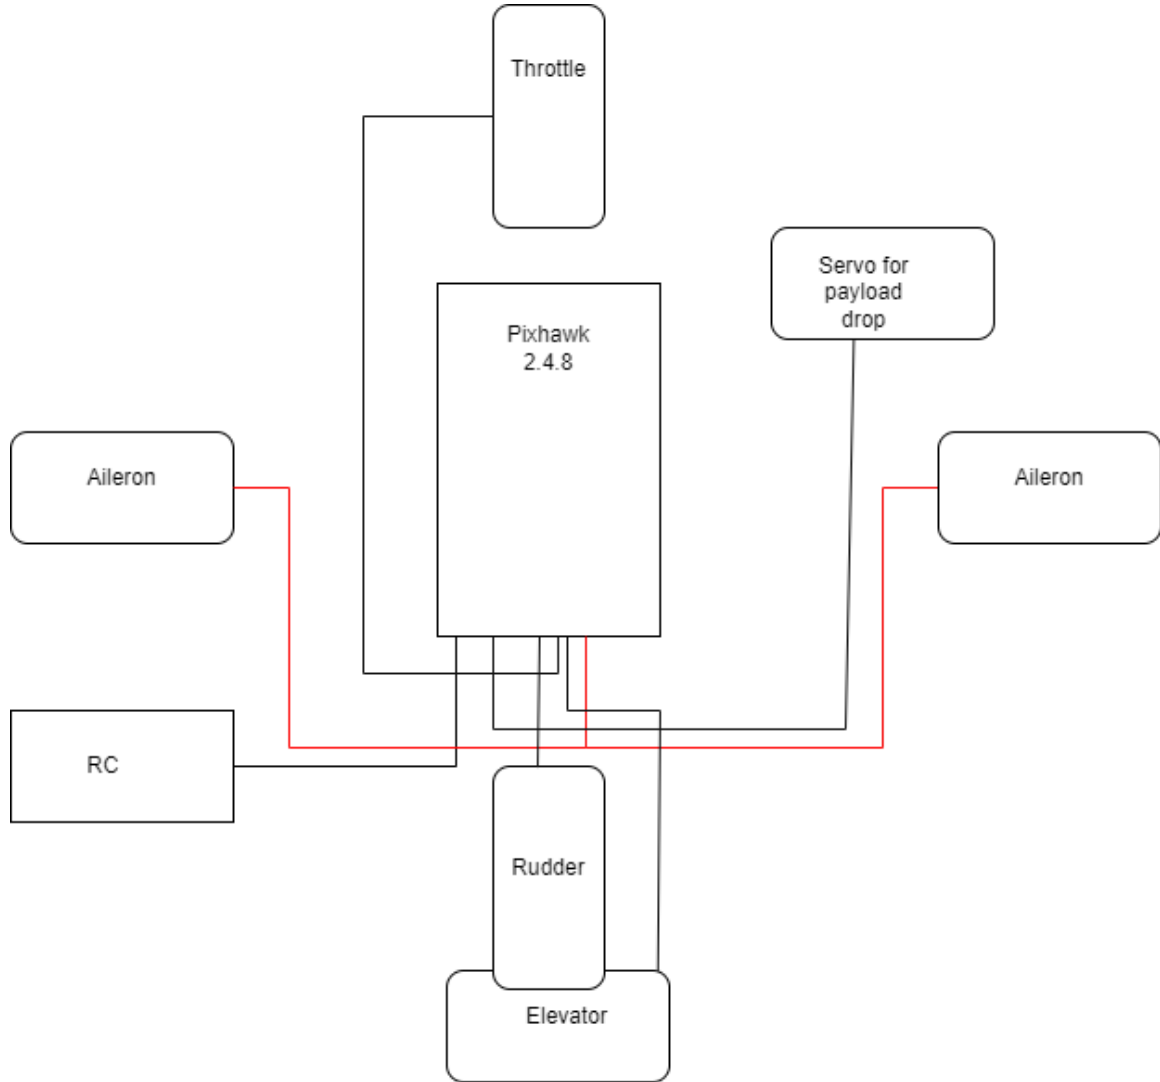 Throttle
Servo for
payload
drop
Pixhawk
2.4.8
Aileron
Aileron
RC
Rudder
Elevator